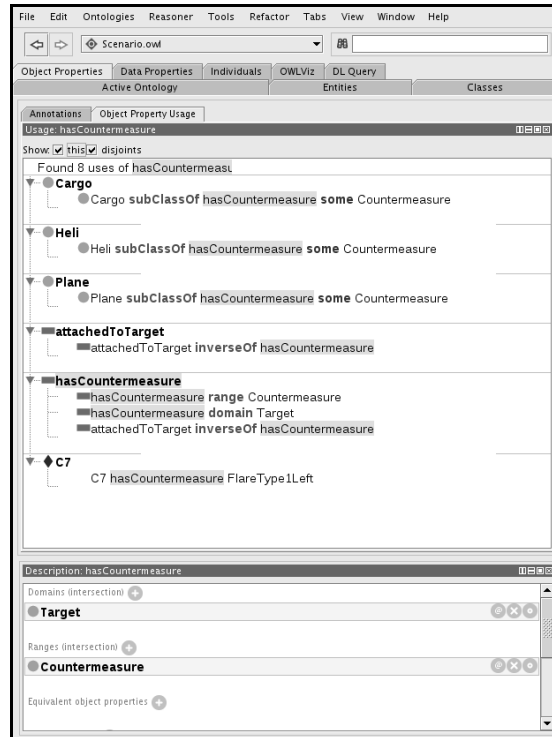 File Edit Ontologies Reasoner Tools Refactor Tabs View Window Help
Scenario.owl
Object Properties Data Properties Individuals OWLViz DL Query
Active Ontology Entities Classes
Annotations Object Property Usage
Usage: hasCountermeasure
Show: this disjoints
Found 8 uses of hasCountermeasu
Cargo
Cargo subClassOf hasCountermeasure some Countermeasure
Heli
Heli subClassOf hasCountermeasure some Countermeasure
Plane
Plane subClassOf hasCountermeasure some Countermeasure
attachedToTarget
attachedToTarget inverseOf hasCountermeasure
hasCountermeasure
hasCountermeasure range Countermeasure
hasCountermeasure domain Target
attachedToTarget inverseOf hasCountermeasure
C7
C7 hasCountermeasure FlareType1Left
Description: hasCountermeasure
Domains (intersection)
Target
Ranges (intersection)
Countermeasure
Equivalent object properties